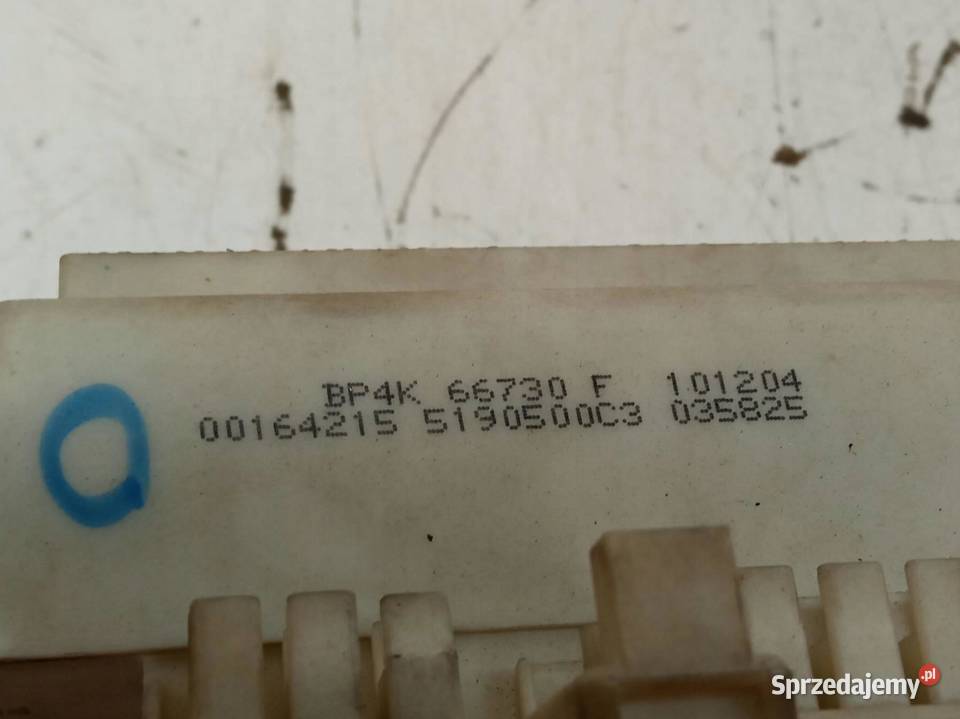 BP4K 66730 F 101204
00164215 5190500C3 035825
Sprzedajemy.pl